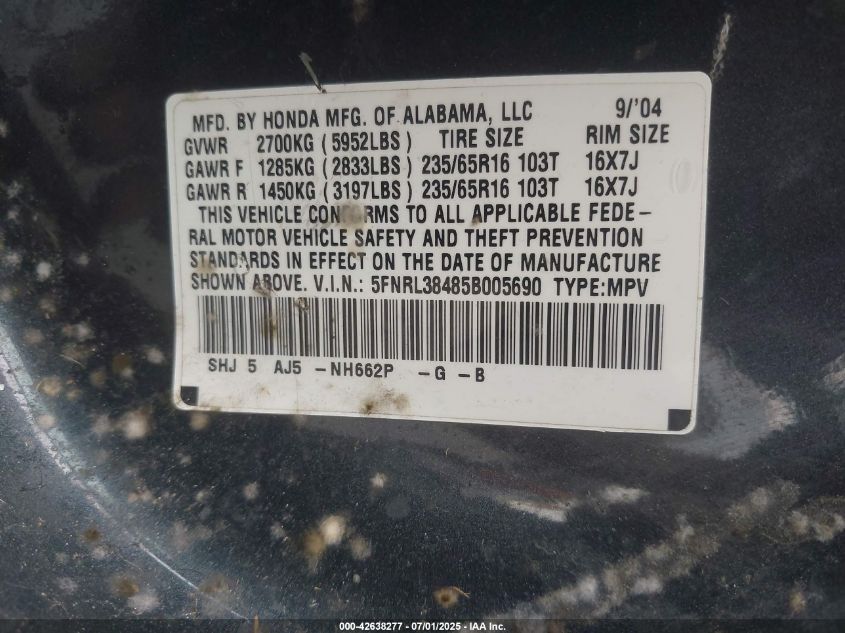 MFD. BY HONDA MFG. OF ALABAMA, LLC 9/'04
GVWR 2700KG (5952LBS) TIRE SIZE RIM SIZE
GAWR F 1285KG (2833LBS) 235/65R16 103T 16X7J
GAWR R 1450KG (3197LBS) 235/65R16 103T 16X7J
THIS VEHICLE CONFORMS TO ALL APPLICABLE FEDE-
RAL MOTOR VEHICLE SAFETY AND THEFT PREVENTION
STANDARDS IN EFFECT ON THE DATE OF MANUFACTURE
SHOWN ABOVE. V.I.N.: 5FNRL38485B005690 TYPE:MPV
SHJ 5 AJ5 -NH662P -G -B
000-42638277 - 07/01/2025 - IAA Inc.